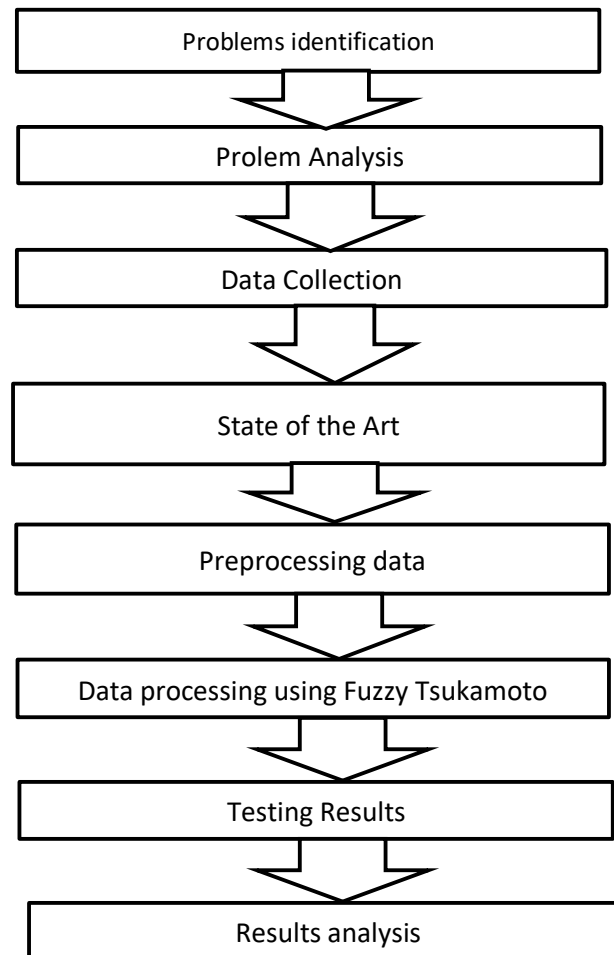 Problems identification
Prolem Analysis
Data Collection
State of the Art
Preprocessing data
Data processing using Fuzzy Tsukamoto
Testing Results
Results analysis